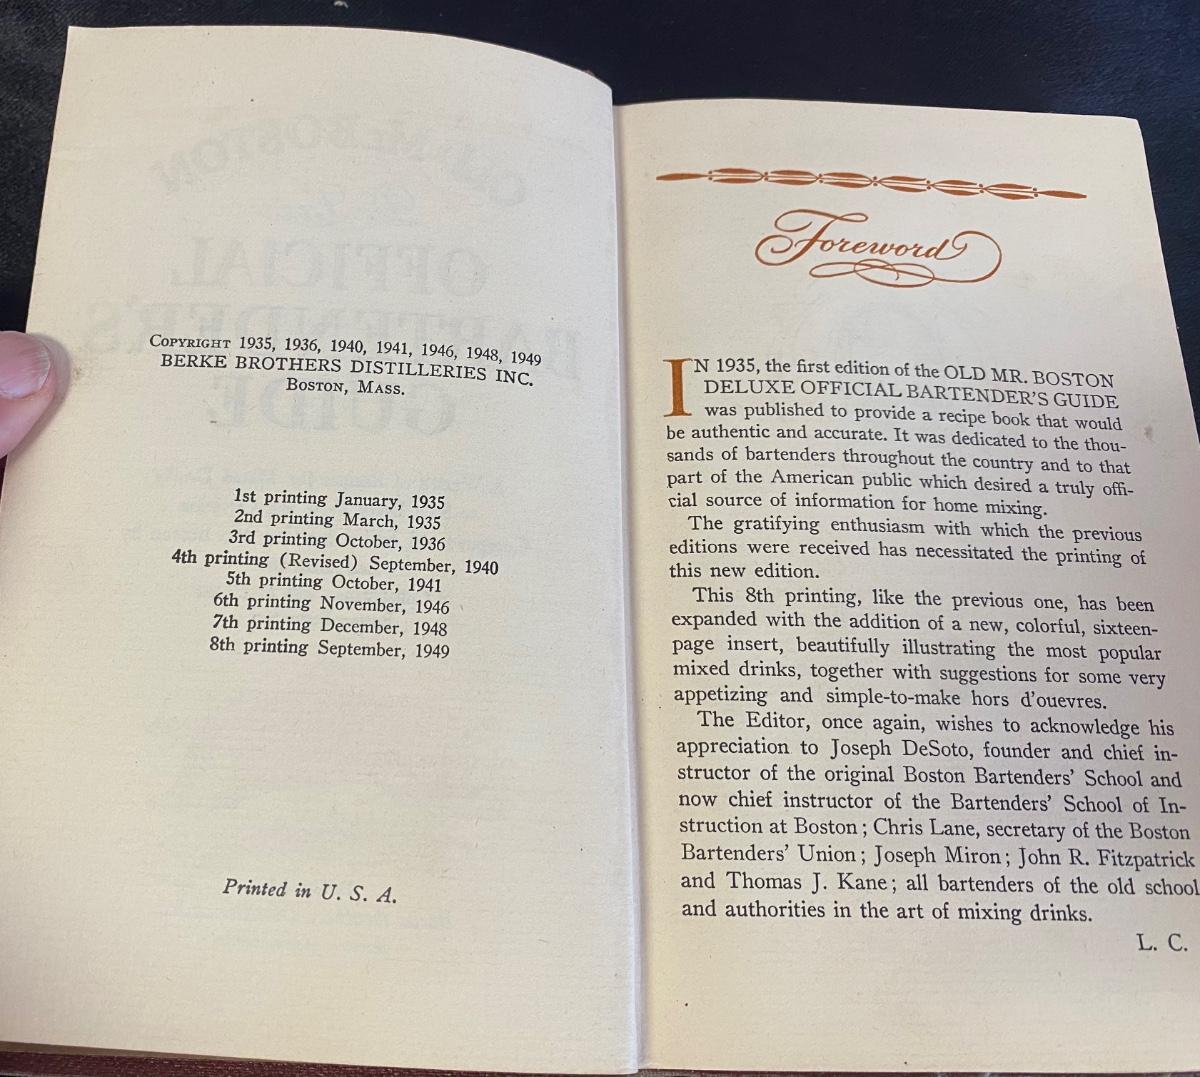 COPYRIGHT 1935, 1936, 1940, 1941, 1946, 1948, 1949
BERKE BROTHERS DISTILLERIES INC.
BOSTON, MASS.
1st printing January, 1935
2nd printing March, 1935
3rd printing October, 1936
4th printing (Revised) September, 1940
5th printing October, 1941
6th printing November, 1946
7th printing December, 1948
8th printing September, 1949
Printed in U. S. A.
Foreword
IN 1935, the first edition of the OLD MR. BOSTON
DELUXE OFFICIAL BARTENDER'S GUIDE
was published to provide a recipe book that would
be authentic and accurate. It was dedicated to the thou-
sands of bartenders throughout the country and to that
part of the American public which desired a truly offi-
cial source of information for home mixing.
The gratifying enthusiasm with which the previous
editions were received has necessitated the printing of
this new edition.
This 8th printing, like the previous one, has been
expanded with the addition of a new, colorful, sixteen-
page insert, beautifully illustrating the most popular
mixed drinks, together with suggestions for some very
appetizing and simple-to-make hors d'ouevres.
The Editor, once again, wishes to acknowledge his
appreciation to Joseph DeSoto, founder and chief in-
structor of the original Boston Bartenders' School and
now chief instructor of the Bartenders' School of In-
struction at Boston; Chris Lane, secretary of the Boston
Bartenders' Union; Joseph Miron; John R. Fitzpatrick
and Thomas J. Kane; all bartenders of the old school
and authorities in the art of mixing drinks.
L. C.